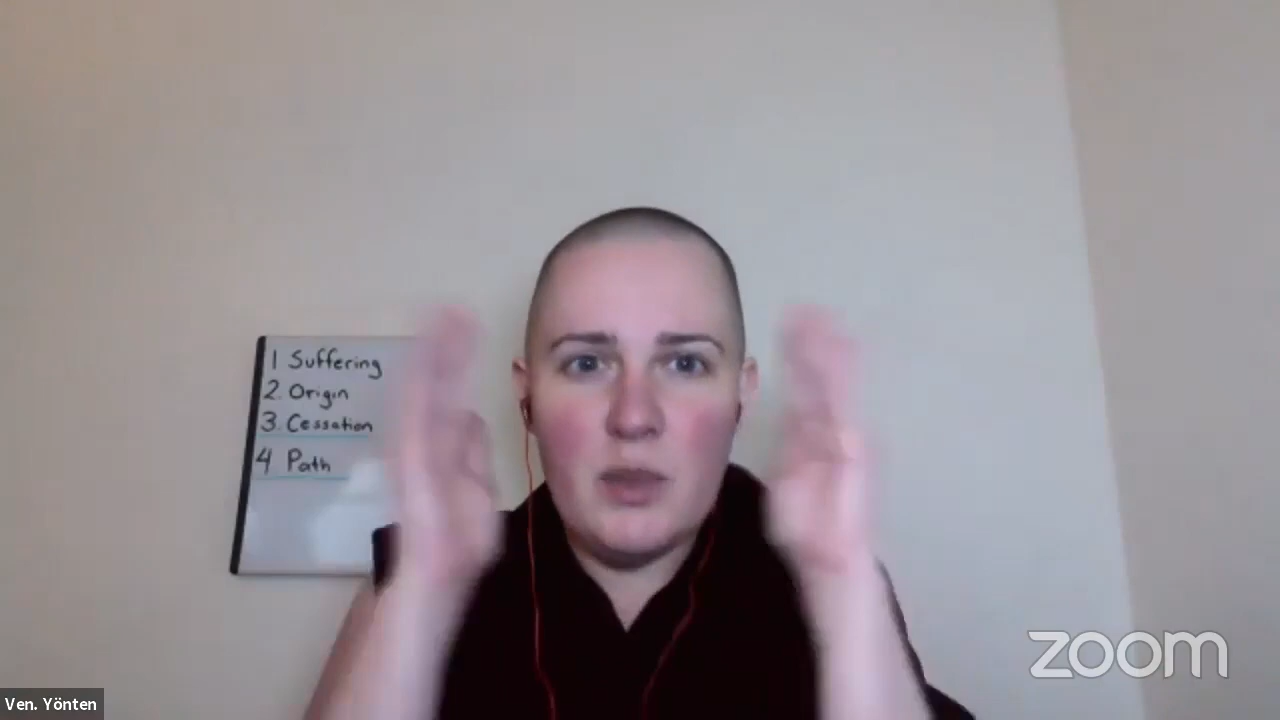 1 Suffering
2. Origin
3. Cessation
4 Path
zoom
Ven. Yönten